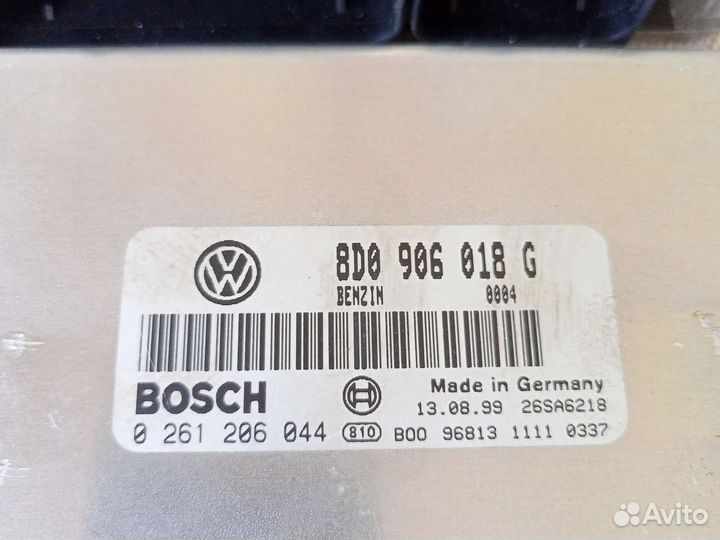 VW
8D0 906 018 G
BENZIN 0004
BOSCH
Made in Germany
13.08.99 26SA6218
0 261 206 044 810 B00 96813 1111 0337
Avito